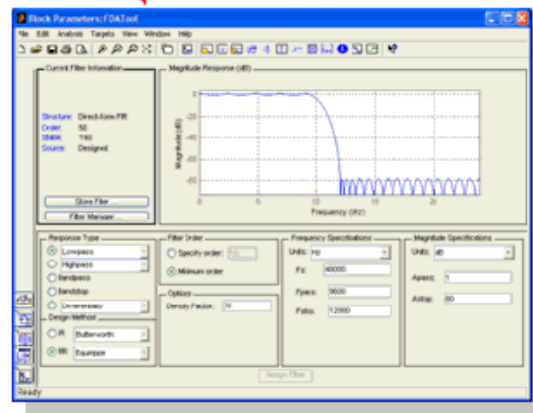 Block Parameters: FDATool
File Edit Analysis Targets View Window Help
Current Filter Information
Structure: Direct-form FIR
Order: 50
Stable: Yes
Source: Designed
Store Filter ...
Filter Manager ...
Magnitude Response (dB)
Magnitude (dB)
0
-20
-40
-60
-80
0 5 10 15 20
Frequency (kHz)
Response Type
Lowpass
Highpass
Bandpass
Bandstop
Differentiator
Design Method
IIR Butterworth
FIR Equiripple
Filter Order
Specify order:
Minimum order
Options
Density Factor:
Frequency Specifications
Units: Hz
Fs: 48000
Fpass: 9600
Fstop: 12000
Magnitude Specifications
Units: dB
Apass: 1
Astop: 80
Design Filter
Ready